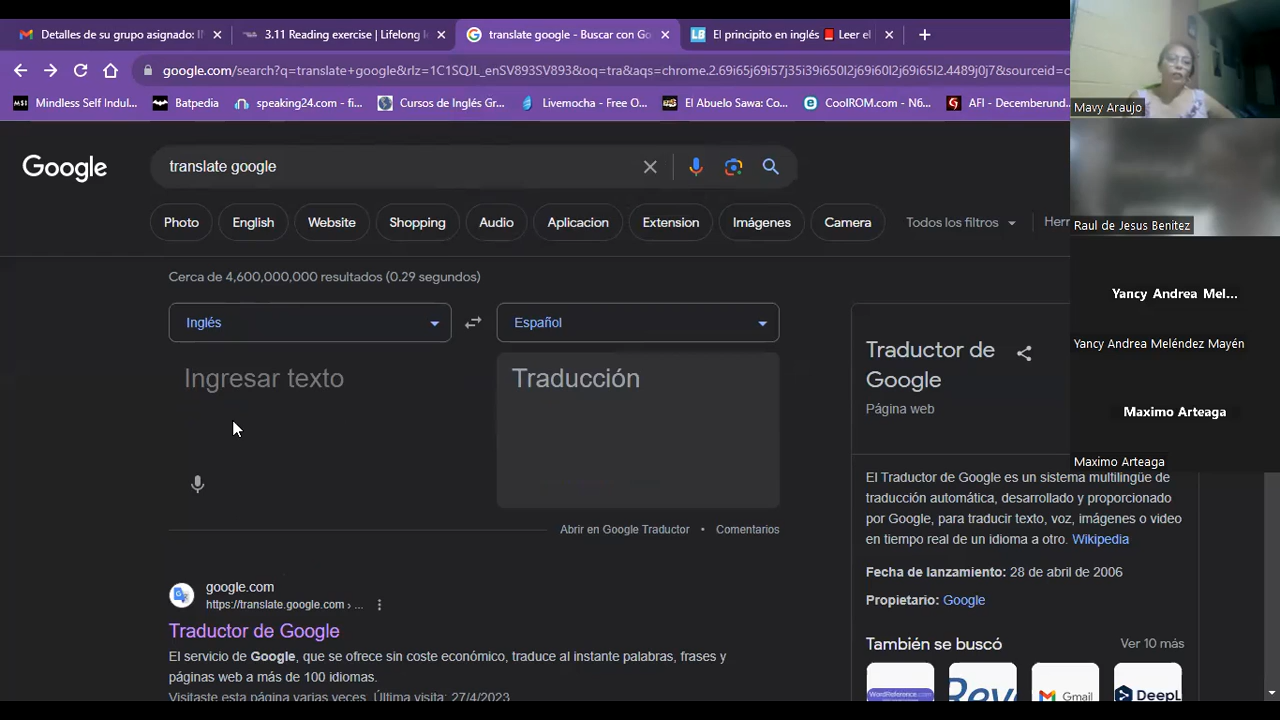 Detalles de su grupo asignado: IN
3.11 Reading exercise | Lifelong l
translate google - Buscar con Go
El principito en inglés 📕 Leer el
google.com/search?q=translate+google&rlz=1C1SQJL_enSV893SV893&oq=tra&aqs=chrome.2.69i65j69i57j35i39i650l2j69i60l2j69i65l2.4489j0j7&sourceid=c
Mindless Self Indul...
Batpedia
speaking24.com - fi...
Cursos de Inglés Gr...
Livemocha - Free O...
El Abuelo Sawa: Co...
CoolROM.com - N6...
AFI - Decemberund...
Mavy Araujo
Google
translate google
Photo
English
Website
Shopping
Audio
Aplicacion
Extension
Imágenes
Camera
Todos los filtros
Herr
Raul de Jesus Benitez
Cerca de 4,600,000,000 resultados (0.29 segundos)
Yancy Andrea Mel...
Yancy Andrea Meléndez Mayén
Inglés
Español
Ingresar texto
Traducción
Traductor de
Google
Página web
Maximo Arteaga
Maximo Arteaga
El Traductor de Google es un sistema multilingüe de
traducción automática, desarrollado y proporcionado
por Google, para traducir texto, voz, imágenes o video
en tiempo real de un idioma a otro. Wikipedia
Abrir en Google Traductor • Comentarios
Fecha de lanzamiento: 28 de abril de 2006
Propietario: Google
google.com
https://translate.google.com › ...
Traductor de Google
El servicio de Google, que se ofrece sin coste económico, traduce al instante palabras, frases y
páginas web a más de 100 idiomas.
Visitaste esta página varias veces. Última visita: 27/4/2023
También se buscó
Ver 10 más
WordReference.com
Rev
Gmail
DeepL